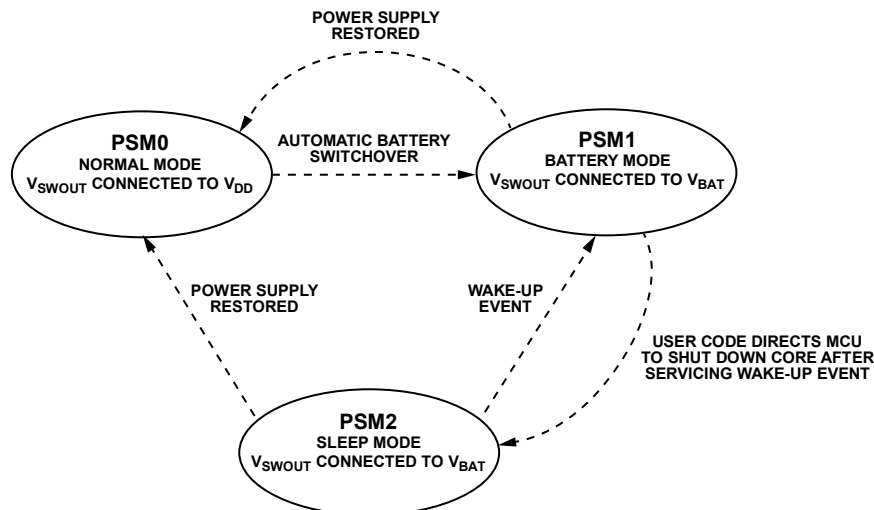 POWER SUPPLY
RESTORED
PSM0
NORMAL MODE
VSWOUT CONNECTED TO VDD
AUTOMATIC BATTERY
SWITCHOVER
PSM1
BATTERY MODE
VSWOUT CONNECTED TO VBAT
POWER SUPPLY
RESTORED
WAKE-UP
EVENT
USER CODE DIRECTS MCU
TO SHUT DOWN CORE AFTER
SERVICING WAKE-UP EVENT
PSM2
SLEEP MODE
VSWOUT CONNECTED TO VBAT